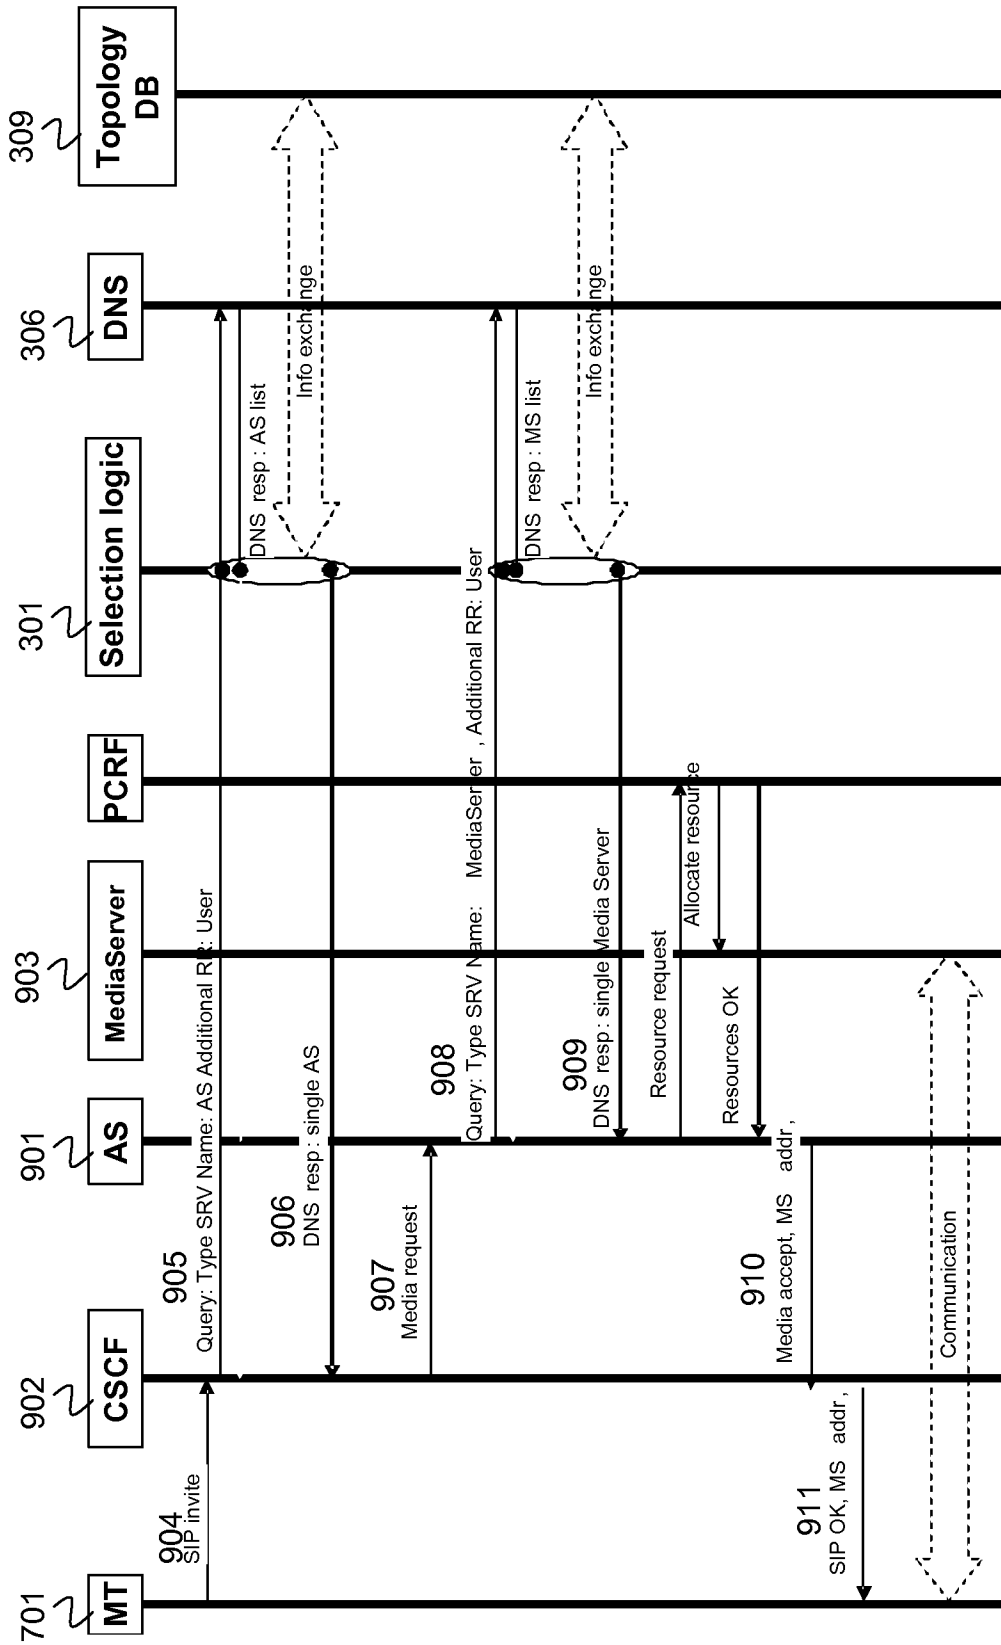 701
MT
902
CSCF
901
AS
903
MediaServer
PCRF
301
Selection logic
306
DNS
309
Topology
DB
904
SIP invite
905
Query: Type SRV Name: AS Additional RR: User
DNS resp : AS list
Info exchange
906
DNS resp : single AS
907
Media request
908
Query: Type SRV Name: MediaServer , Additional RR: User
DNS resp : MS list
Info exchange
909
DNS resp : single Media Server
Resource request
Allocate resource
Resources OK
910
Media accept, MS addr ,
911
SIP OK, MS addr ,
Communication